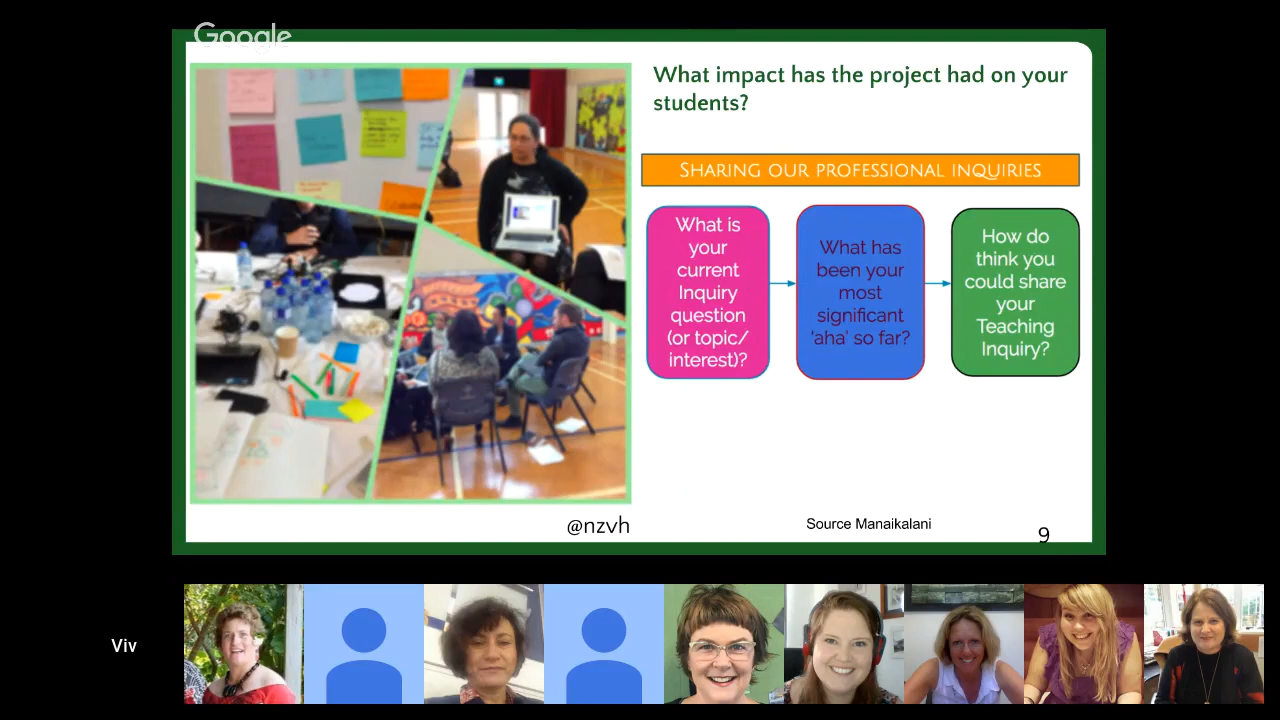 Google
What impact has the project had on your
students?
SHARING OUR PROFESSIONAL INQUIRIES
What is
your
current
Inquiry
question
(or topic/
interest)?
What has
been your
most
significant
'aha' so far?
How do
think you
could share
your
Teaching
Inquiry?
@nzvh
Source Manaikalani
9
Viv